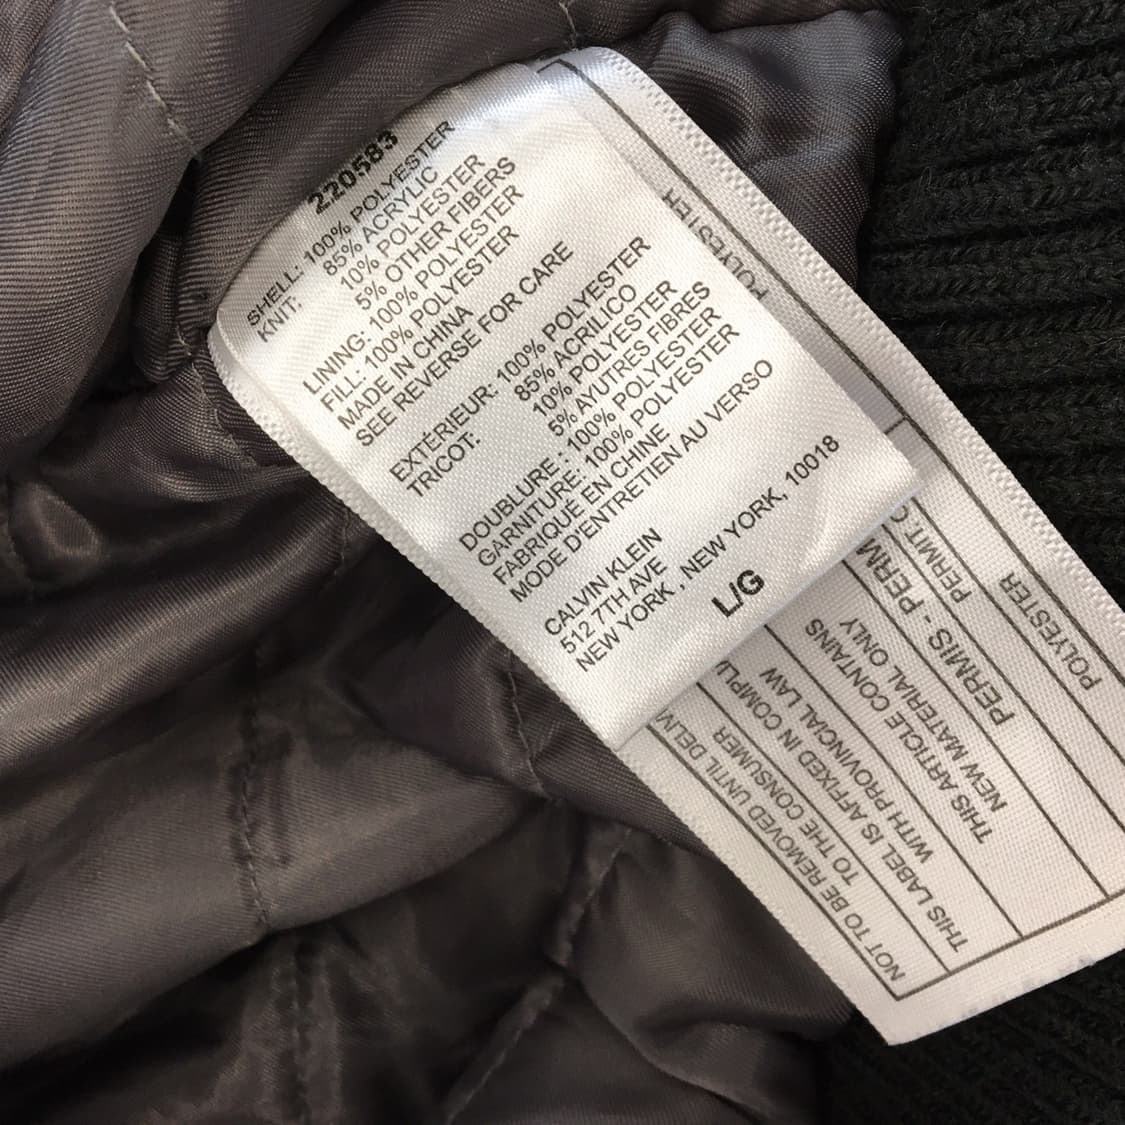 220583
SHELL: 100% POLYESTER
KNIT: 85% ACRYLIC
10% POLYESTER
5% OTHER FIBERS
LINING: 100% POLYESTER
FILL: 100% POLYESTER
MADE IN CHINA
SEE REVERSE FOR CARE
EXTÉRIEUR: 100% POLYESTER
TRICOT: 85% ACRILICO
10% POLYESTER
5% AYUTRES FIBRES
DOUBLURE : 100% POLYESTER
GARNITURE: 100% POLYESTER
FABRIQUÉ EN CHINE
MODE D'ENTRETIEN AU VERSO
CALVIN KLEIN
512 7TH AVE
NEW YORK , NEW YORK, 10018
L/G
NOT TO BE REMOVED UNTIL DELIV
TO THE CONSUMER
THIS LABEL IS AFFIXED IN COMPLI
WITH PROVINCIAL LAW
THIS ARTICLE CONTAINS
NEW MATERIAL ONLY
PERMIS - PERM
PERMIT.
POLYESTER
POLYESTER
POLYESTER